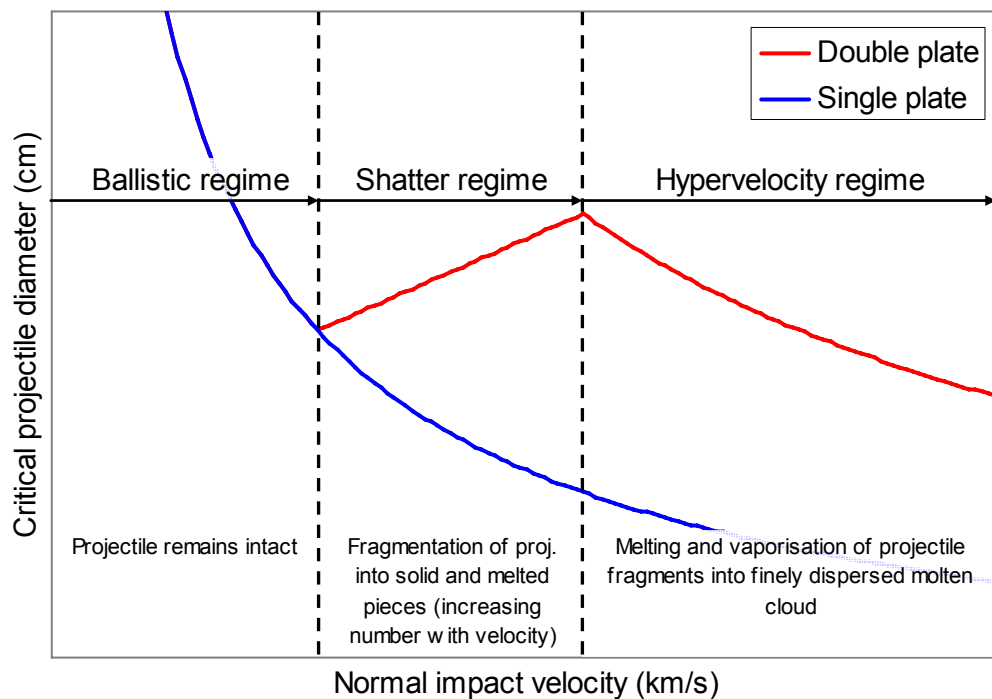 Double plate
Single plate
Ballistic regime
Shatter regime
Hypervelocity regime
Critical projectile diameter (cm)
Projectile remains intact
Fragmentation of proj.
into solid and melted
pieces (increasing
number with velocity)
Melting and vaporisation of projectile
fragments into finely dispersed molten
cloud
Normal impact velocity (km/s)